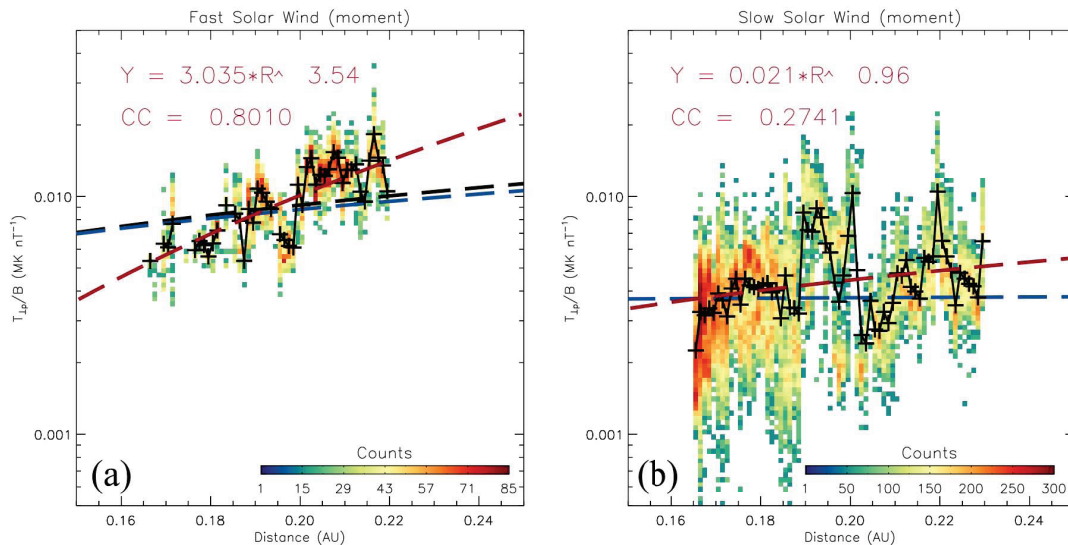 Fast Solar Wind (moment)
Y = 3.035*R^ 3.54
CC = 0.8010
0.010
0.001
T⊥p/B (MK nT⁻¹)
(a)
Counts
1 15 29 43 57 71 85
0.16 0.18 0.20 0.22 0.24
Distance (AU)
Slow Solar Wind (moment)
Y = 0.021*R^ 0.96
CC = 0.2741
0.010
0.001
T⊥p/B (MK nT⁻¹)
(b)
Counts
1 50 100 150 200 250 300
0.16 0.18 0.20 0.22 0.24
Distance (AU)